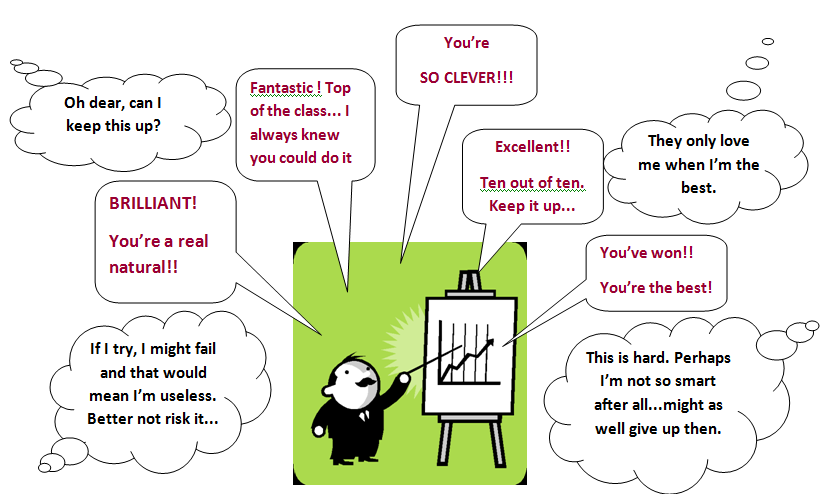 You're
SO CLEVER!!!
Fantastic ! Top
of the class... I
always knew
you could do it
Oh dear, can I
keep this up?
Excellent!!
Ten out of ten.
Keep it up...
They only love
me when I'm the
best.
BRILLIANT!
You're a real
natural!!
You've won!!
You're the best!
If I try, I might fail
and that would
mean I'm useless.
Better not risk it...
This is hard. Perhaps
I'm not so smart
after all...might as
well give up then.